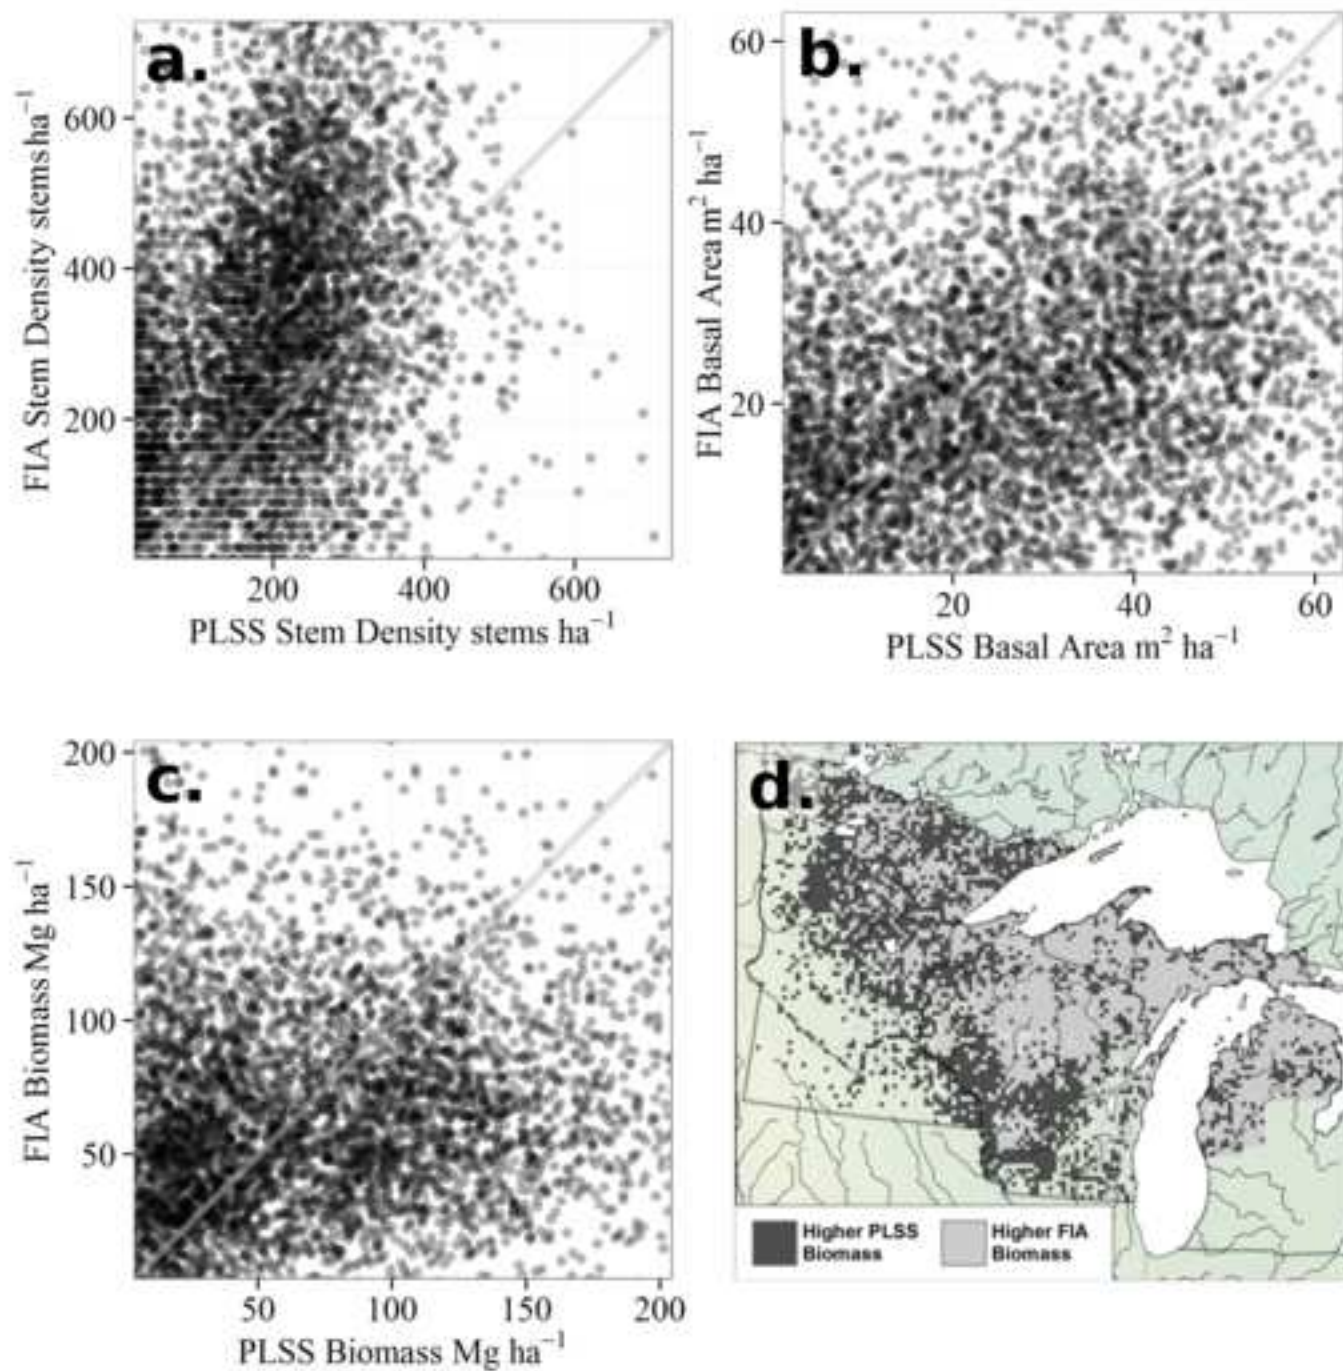 a.
600
400
200
FIA Stem Density stemsha⁻¹
200 400 600
PLSS Stem Density stems ha⁻¹
b.
60
40
20
FIA Basal Area m² ha⁻¹
20 40 60
PLSS Basal Area m² ha⁻¹
c.
200
150
100
50
FIA Biomass Mg ha⁻¹
50 100 150 200
PLSS Biomass Mg ha⁻¹
d.
Higher PLSS
Biomass
Higher FIA
Biomass